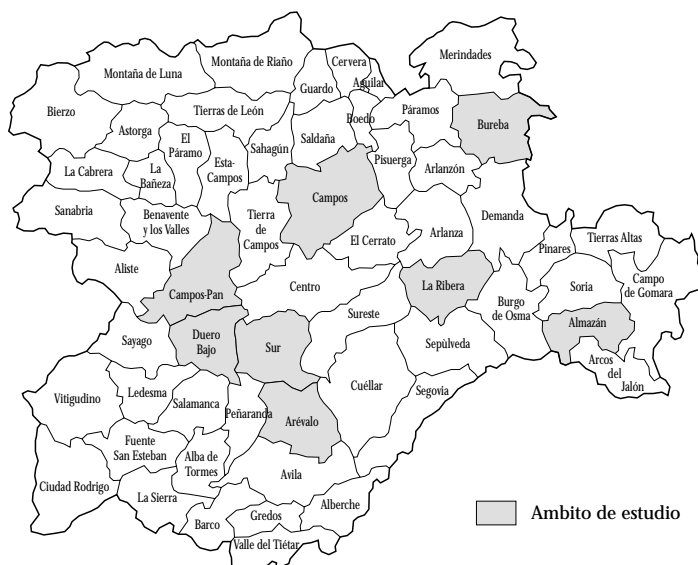 Merindades
Montaña de Riaño
Cervera
Montaña de Luna
Aguilar
Guardo
Bierzo
Tierras de León
Páramos
Boedo
Bureba
Astorga
El
Páramo
Sahagún
Saldaña
Esta-
Campos
Pisuerga
Arlanzón
La Cabrera
La
Bañeza
Campos
Sanabria
Benavente
y los Valles
Tierra
de
Campos
El Cerrato
Arlanza
Demanda
Pinares
Tierras Altas
Aliste
Campos-Pan
Centro
La Ribera
Burgo
de Osma
Soria
Campo
de Gomara
Sureste
Almazán
Sayago
Duero
Bajo
Sur
Sepùlveda
Arcos
del
Jalón
Vitigudino
Ledesma
Salamanca
Peñaranda
Arévalo
Cuéllar
Segovia
Fuente
San Esteban
Alba de
Tormes
Avila
Ciudad Rodrigo
La Sierra
Barco
Gredos
Alberche
Valle del Tiétar
Ambito de estudio